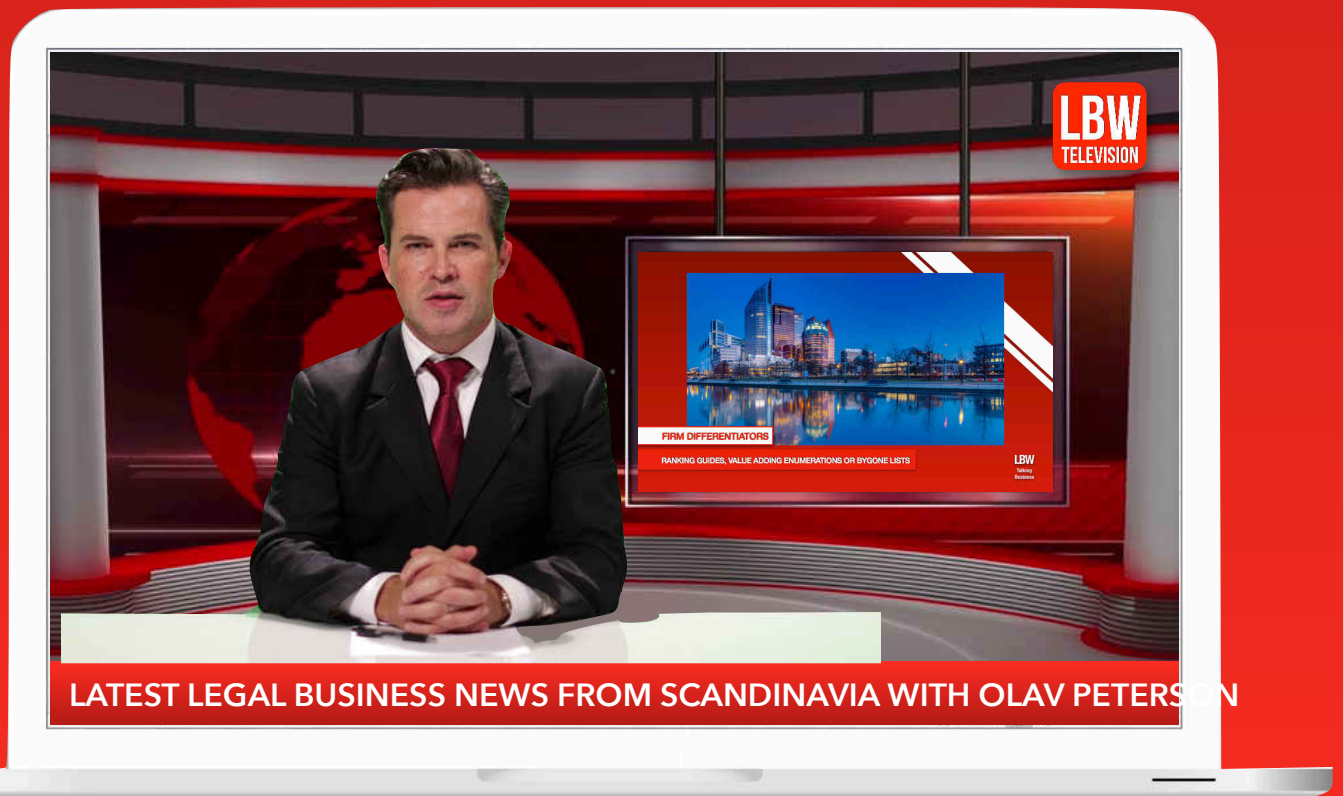 LBW
TELEVISION
FIRM DIFFERENTIATORS
RANKING GUIDES, VALUE ADDING ENUMERATIONS OR BYGONE LISTS
LBW
Talking
Business
LATEST LEGAL BUSINESS NEWS FROM SCANDINAVIA WITH OLAV PETERSON